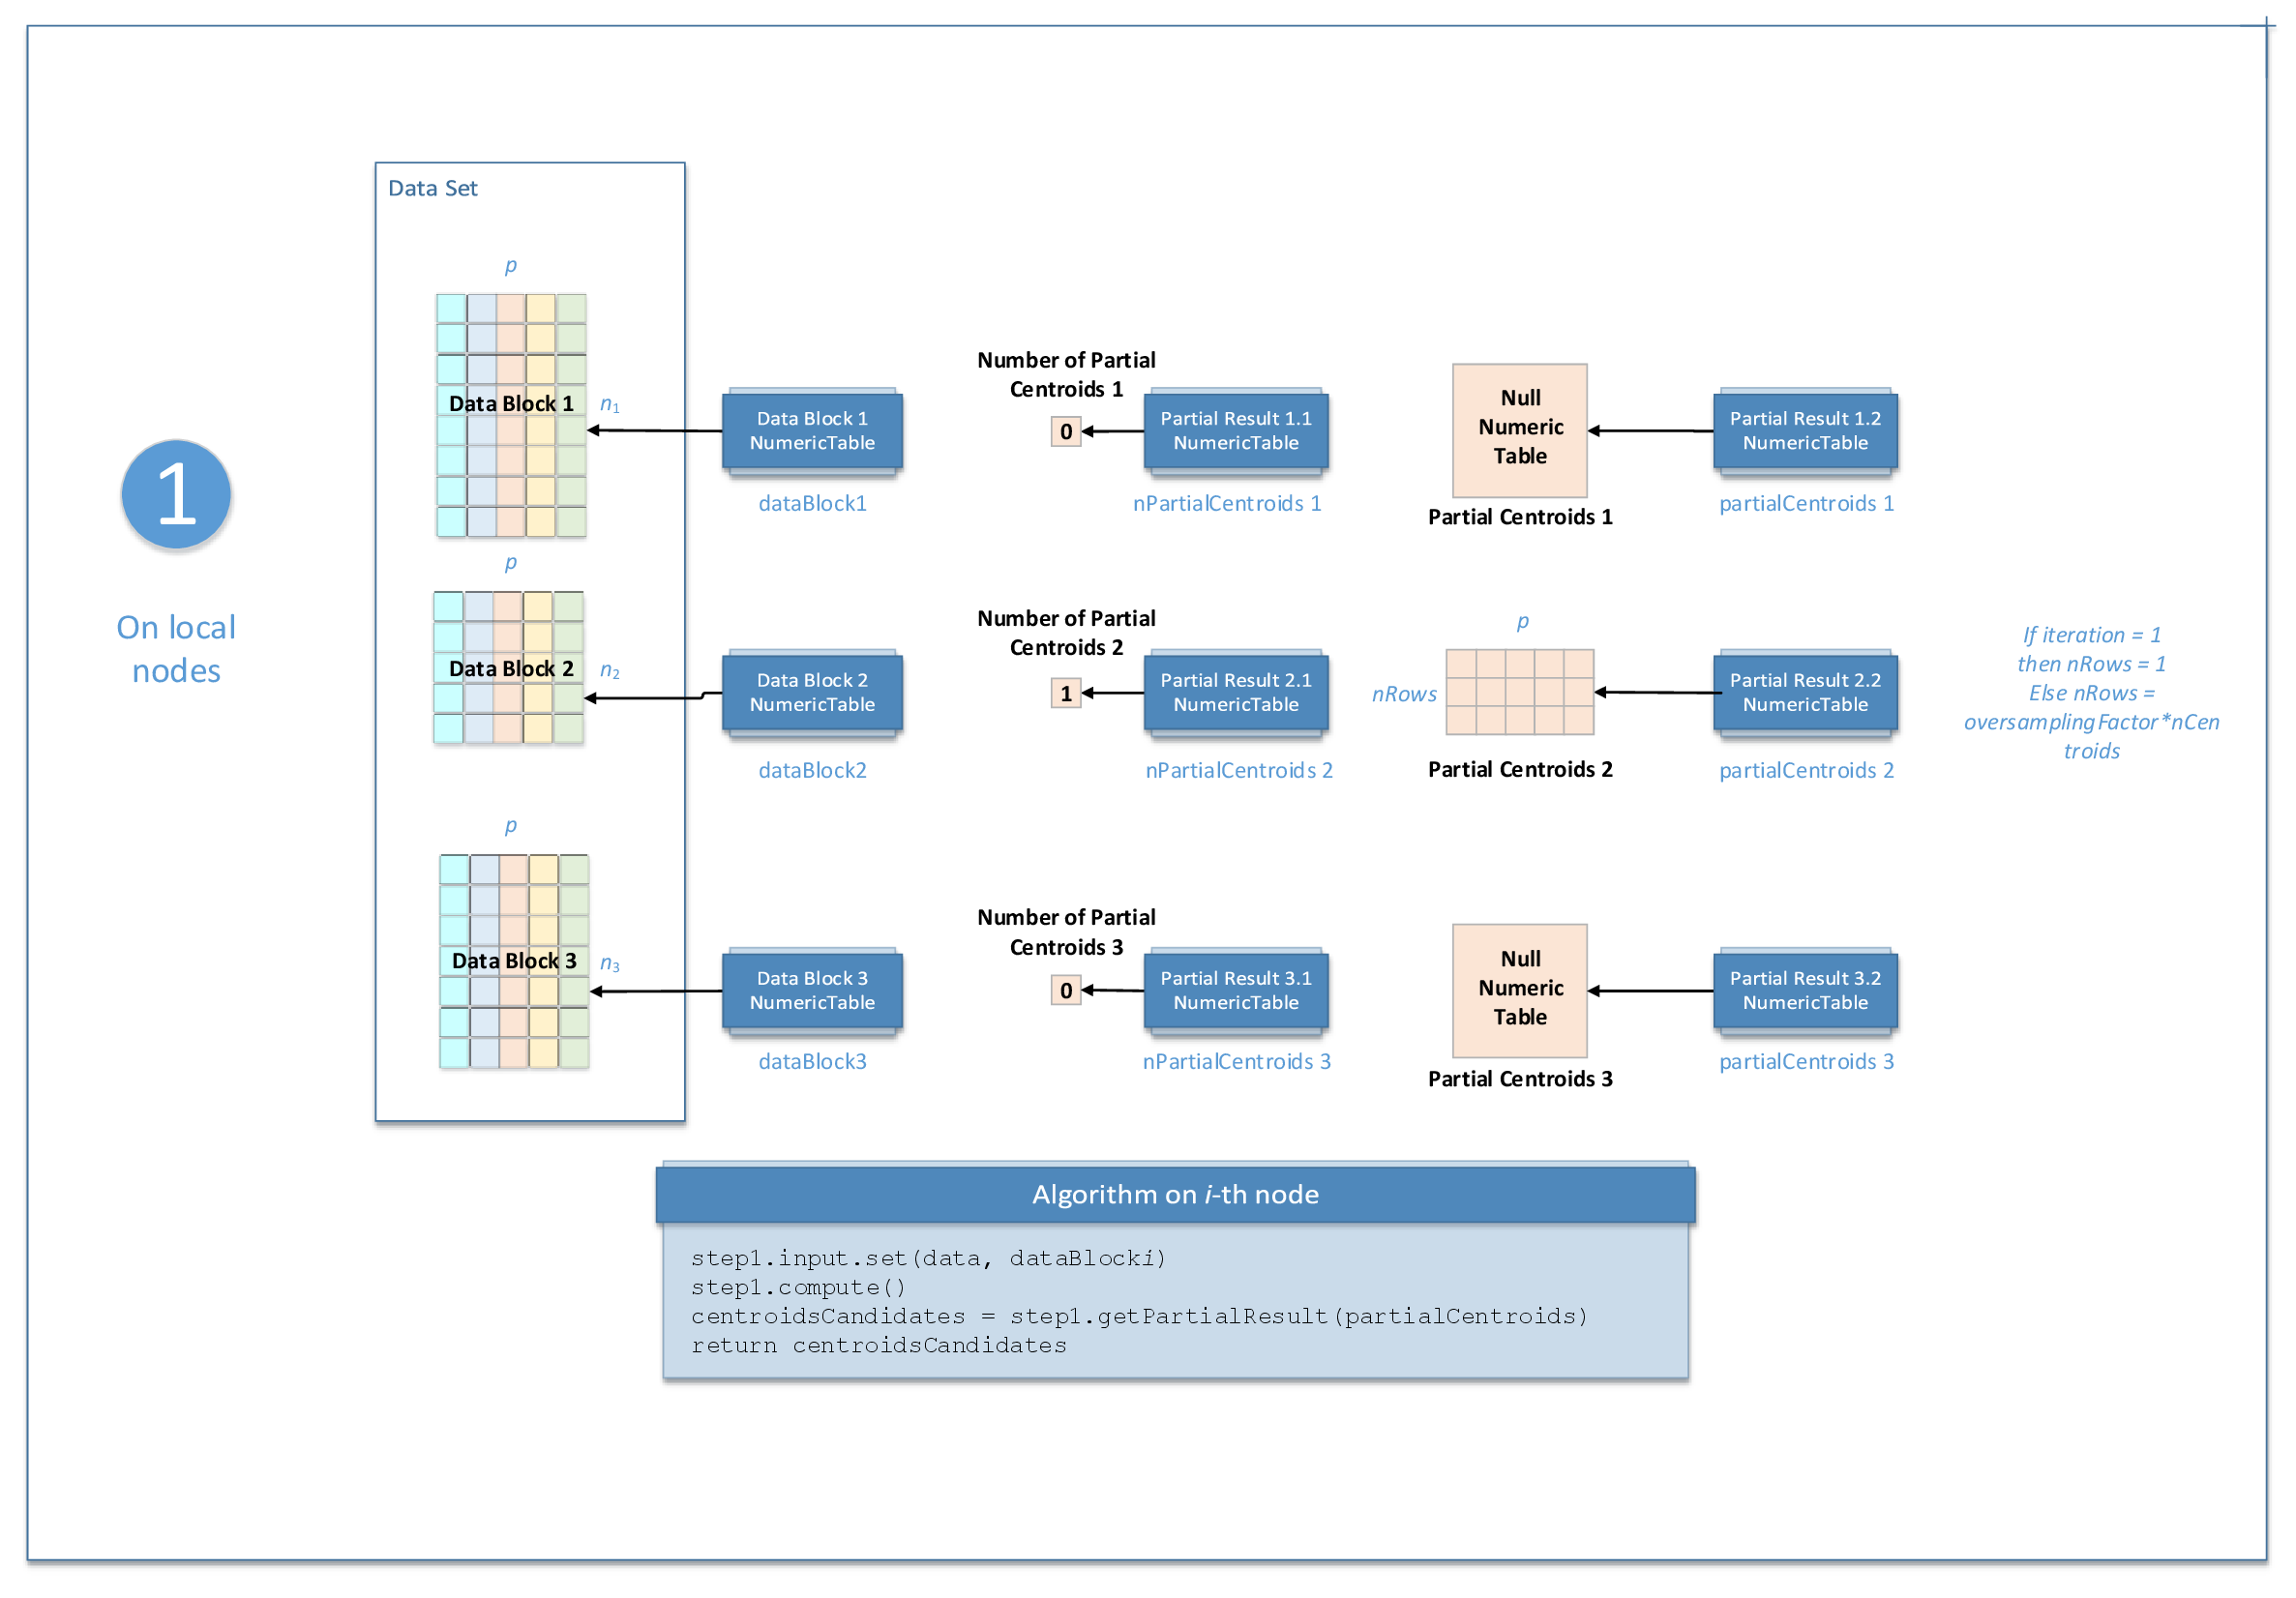 1
On local
nodes
Data Set
p
Data Block 1
n1
Data Block 1
NumericTable
dataBlock1
Number of Partial
Centroids 1
0
Partial Result 1.1
NumericTable
nPartialCentroids 1
Null
Numeric
Table
Partial Centroids 1
Partial Result 1.2
NumericTable
partialCentroids 1
p
Data Block 2
n2
Data Block 2
NumericTable
dataBlock2
Number of Partial
Centroids 2
1
Partial Result 2.1
NumericTable
nPartialCentroids 2
p
nRows
Partial Centroids 2
Partial Result 2.2
NumericTable
partialCentroids 2
If iteration = 1
then nRows = 1
Else nRows =
oversamplingFactor*nCen
troids
p
Data Block 3
n3
Data Block 3
NumericTable
dataBlock3
Number of Partial
Centroids 3
0
Partial Result 3.1
NumericTable
nPartialCentroids 3
Null
Numeric
Table
Partial Centroids 3
Partial Result 3.2
NumericTable
partialCentroids 3
Algorithm on i-th node
step1.input.set(data, dataBlocki)
step1.compute()
centroidsCandidates = step1.getPartialResult(partialCentroids)
return centroidsCandidates